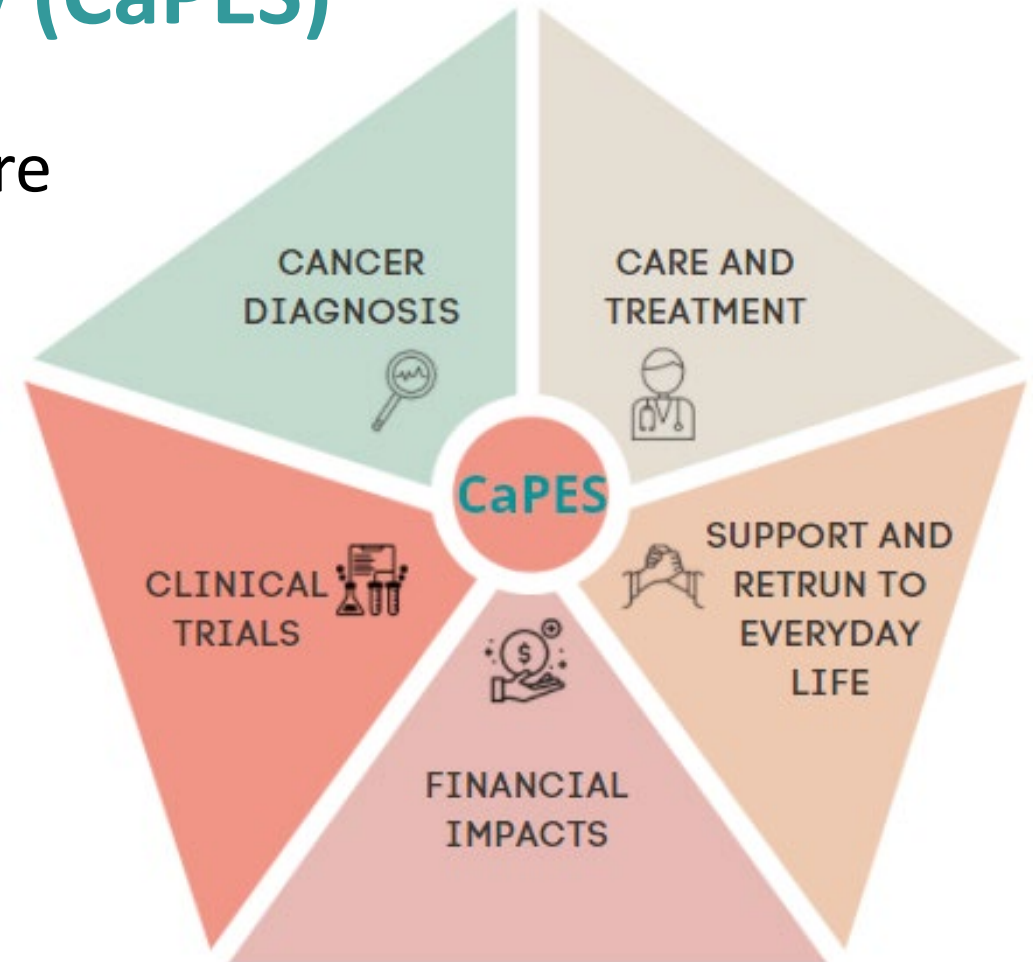 (CaPES)
re
CANCER
DIAGNOSIS
CARE AND
TREATMENT
CaPES
CLINICAL
TRIALS
SUPPORT AND
RETRUN TO
EVERYDAY
LIFE
$
FINANCIAL
IMPACTS